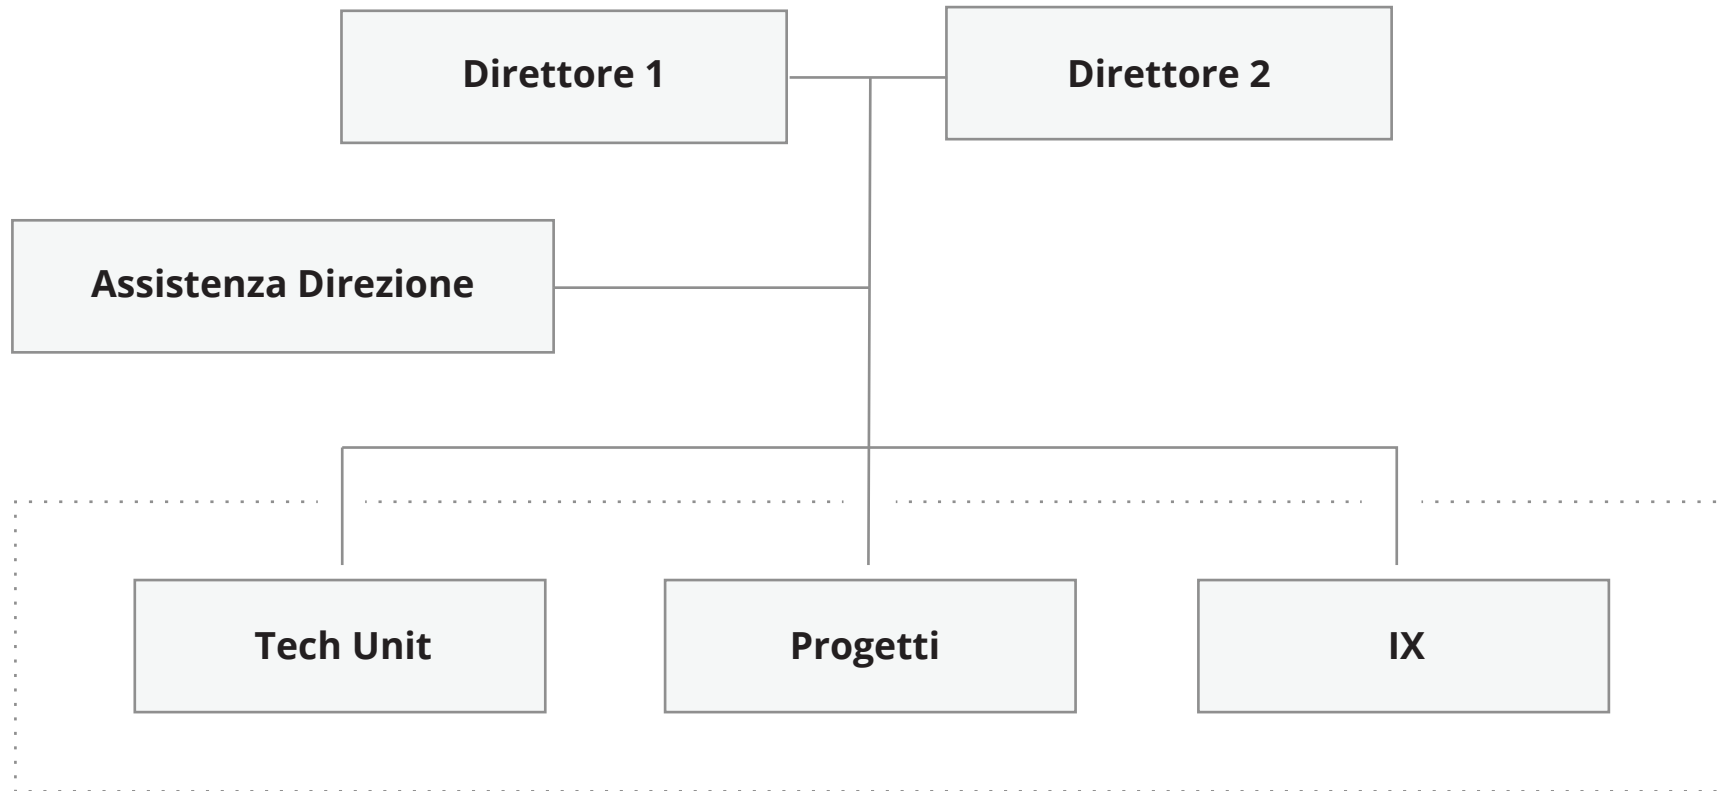 Direttore 1
Direttore 2
Assistenza Direzione
Tech Unit
Progetti
IX